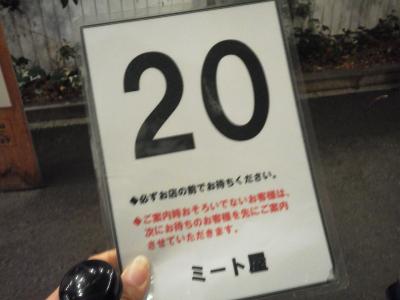 20
◆必ずお店の前でお待ちください。
◆ご案内時おそろいでないお客様は、
次にお待ちのお客様を先にご案内
させていただきます。
ミート屋